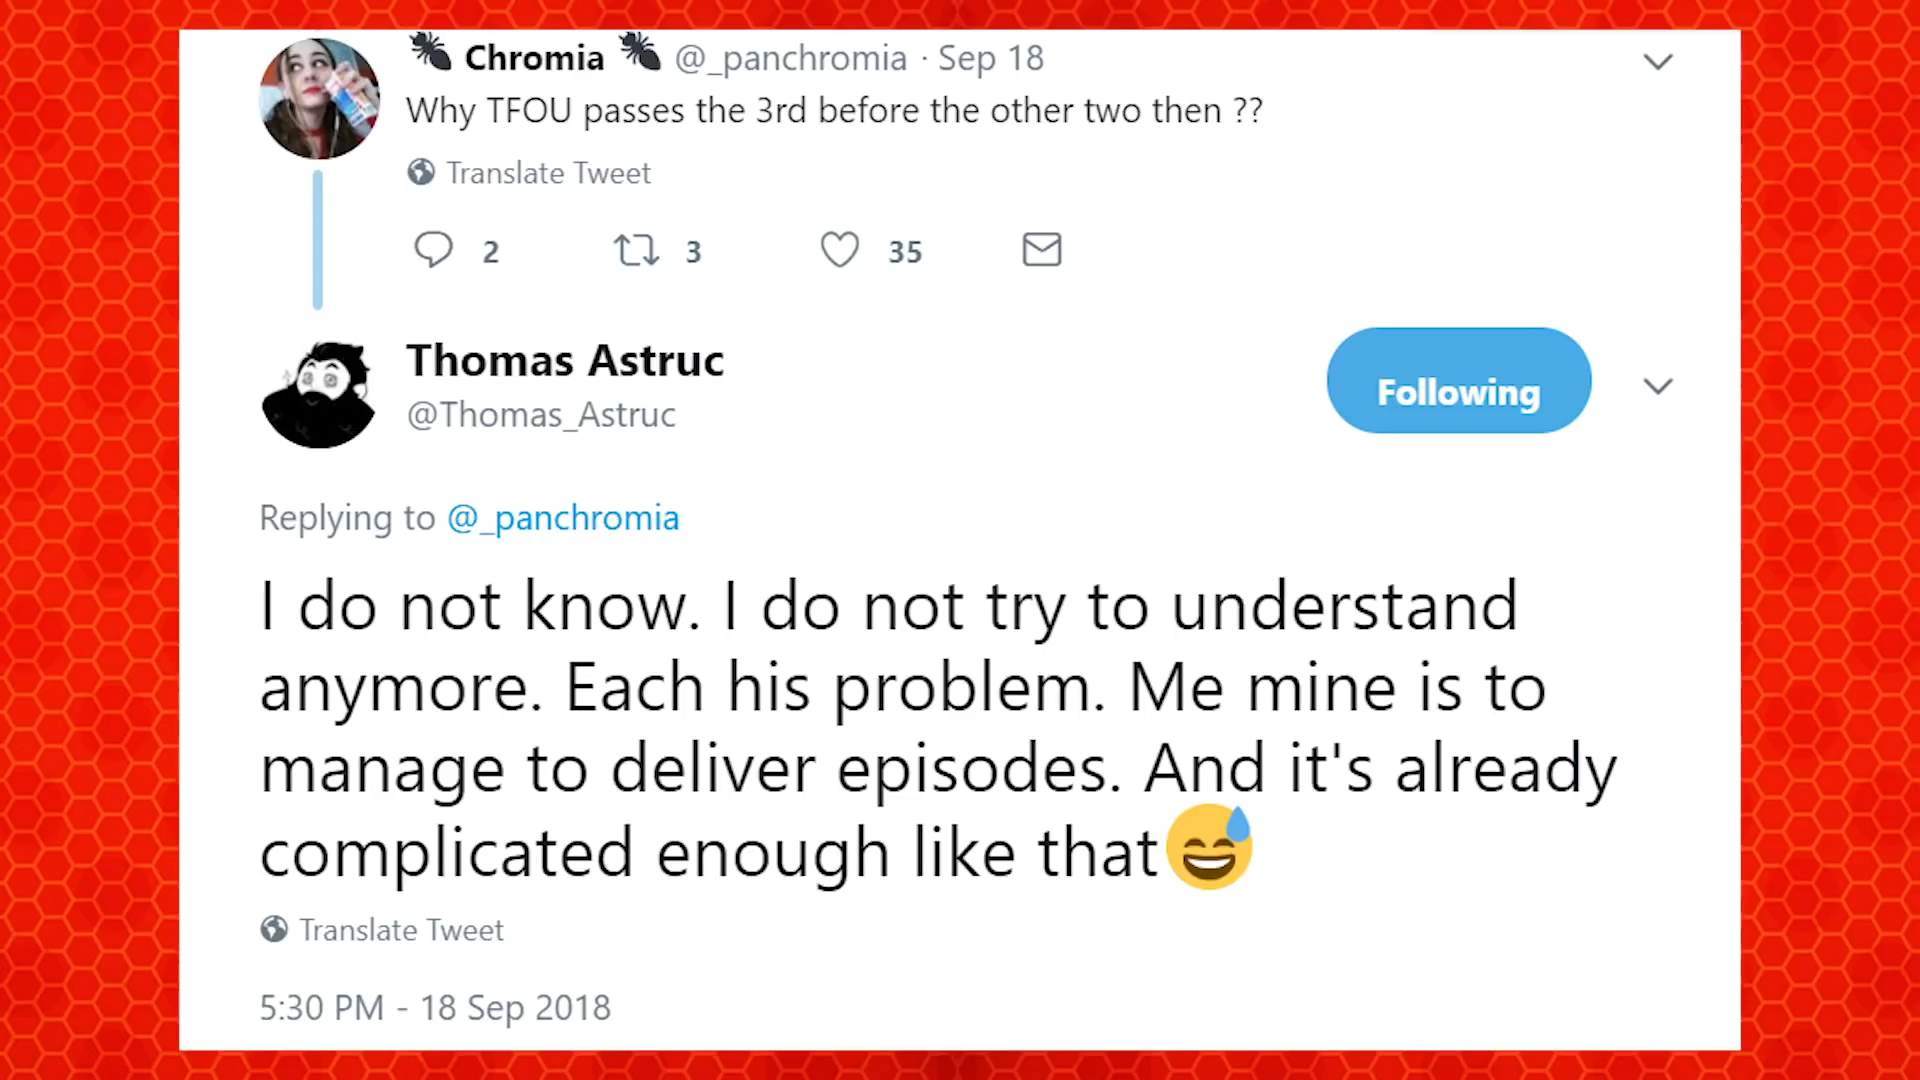 Chromia @_panchromia · Sep 18
Why TFOU passes the 3rd before the other two then ??
Translate Tweet
2 3 35
Thomas Astruc
@Thomas_Astruc
Following
Replying to @_panchromia
I do not know. I do not try to understand
anymore. Each his problem. Me mine is to
manage to deliver episodes. And it's already
complicated enough like that😅
Translate Tweet
5:30 PM - 18 Sep 2018